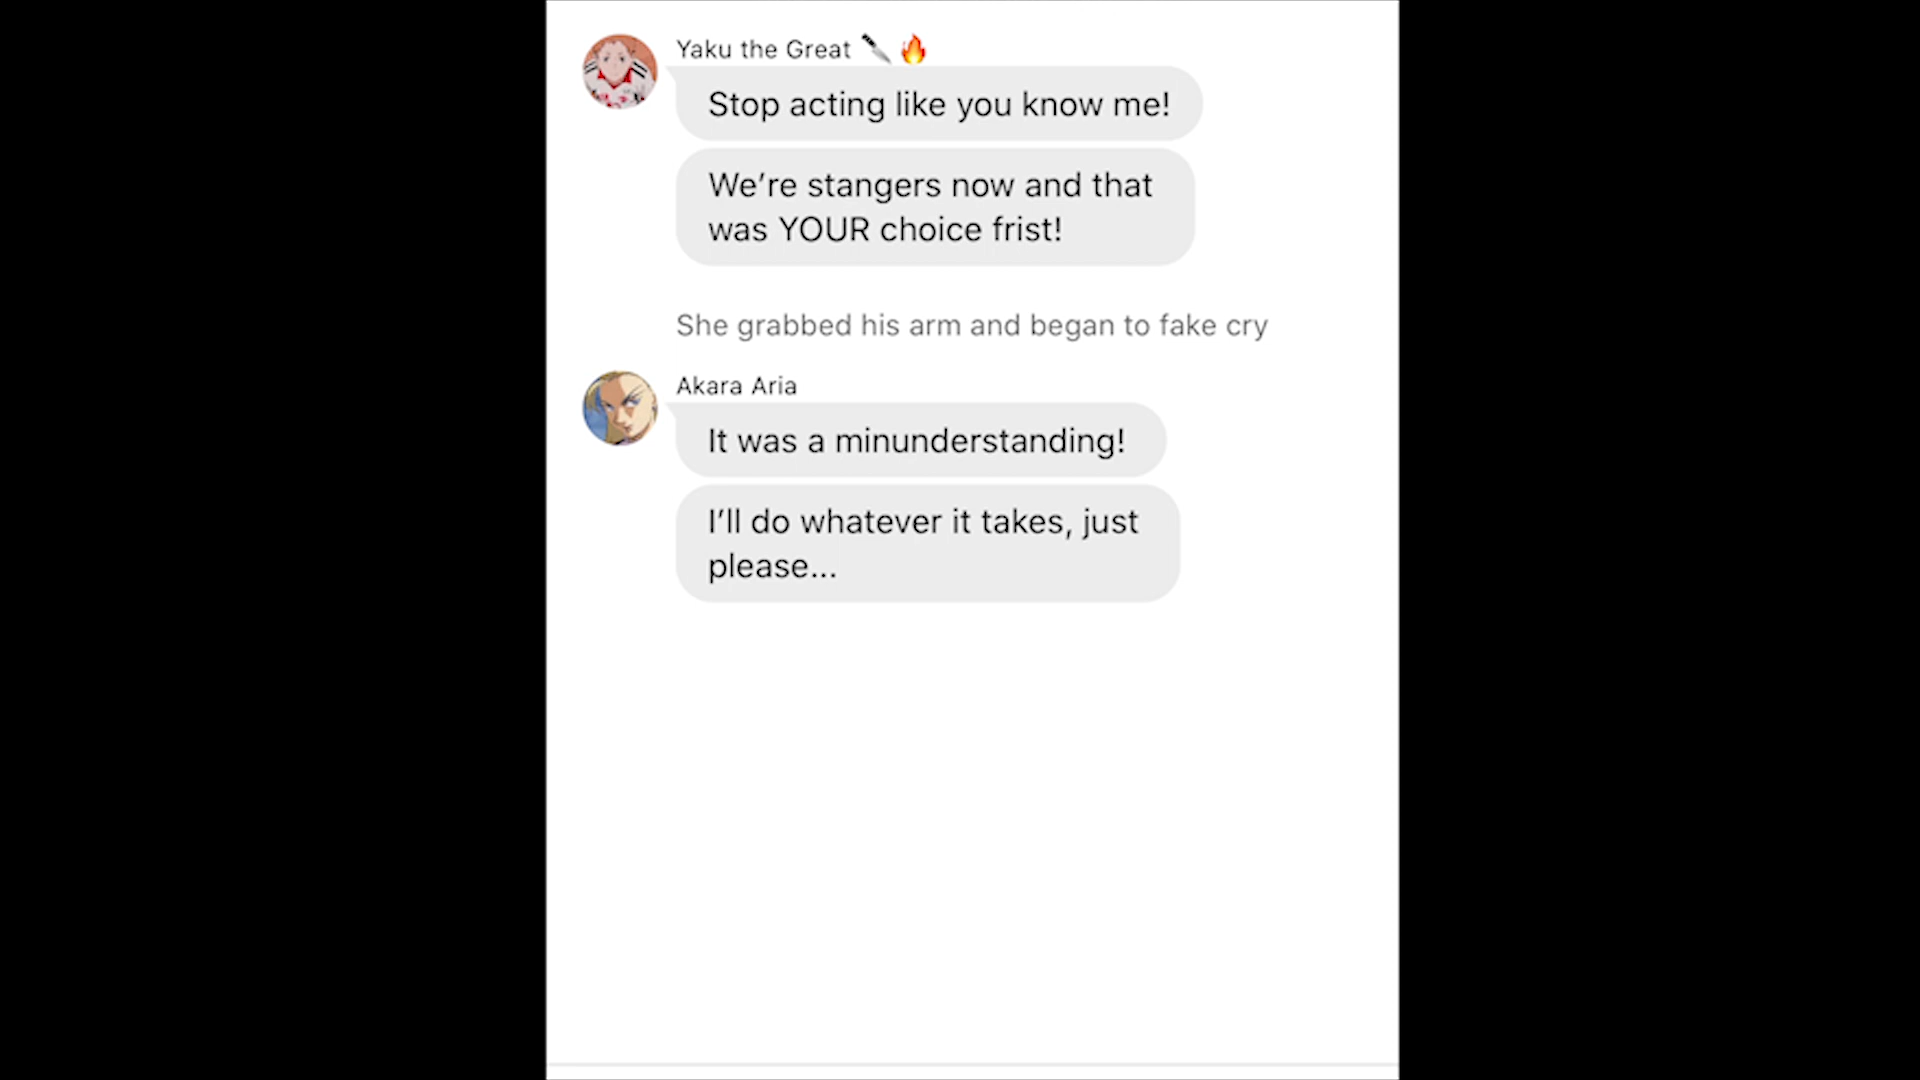 Yaku the Great 🔪🔥
Stop acting like you know me!
We’re stangers now and that
was YOUR choice frist!
She grabbed his arm and began to fake cry
Akara Aria
It was a minunderstanding!
I’ll do whatever it takes, just
please...